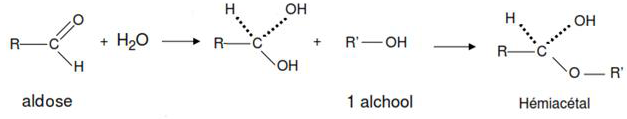 R—C=O H + H₂O → R—C H OH OH + R'—OH → R—C H OH O—R'
aldose 1 alchool Hémiacétal